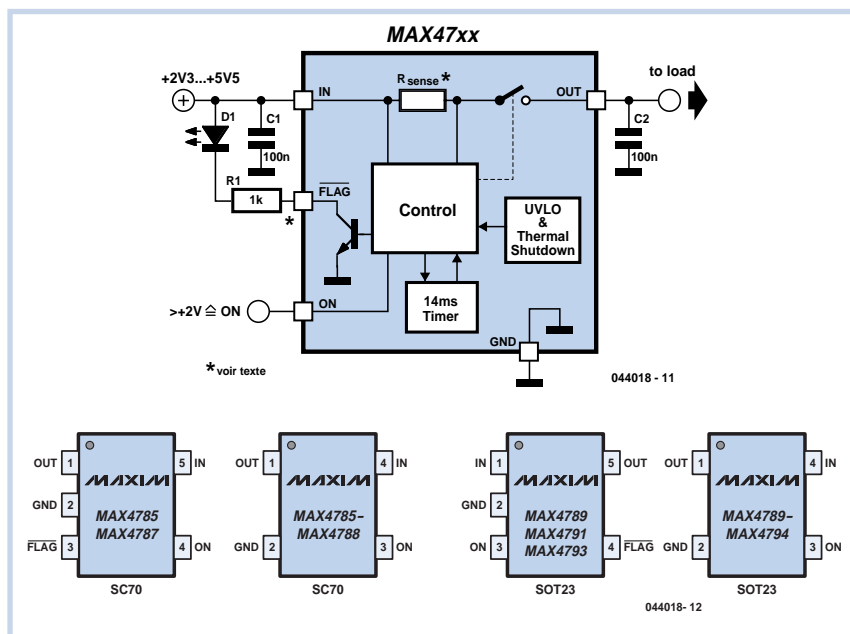 MAX47xx
+2V3...+5V5
D1
C1
100n
R1
1k
*
IN
R sense *
OUT
to load
C2
100n
FLAG
Control
UVLO
&
Thermal
Shutdown
14ms
Timer
>+2V ≙ ON
ON
GND
* voir texte
044018 - 11
OUT 1
5 IN
GND 2
FLAG 3
4 ON
MAXIM
MAX4785
MAX4787
SC70
OUT 1
4 IN
GND 2
3 ON
MAXIM
MAX4785–
MAX4788
SC70
IN 1
5 OUT
GND 2
ON 3
4 FLAG
MAXIM
MAX4789
MAX4791
MAX4793
SOT23
OUT 1
4 IN
GND 2
3 ON
MAXIM
MAX4789–
MAX4794
SOT23
044018- 12